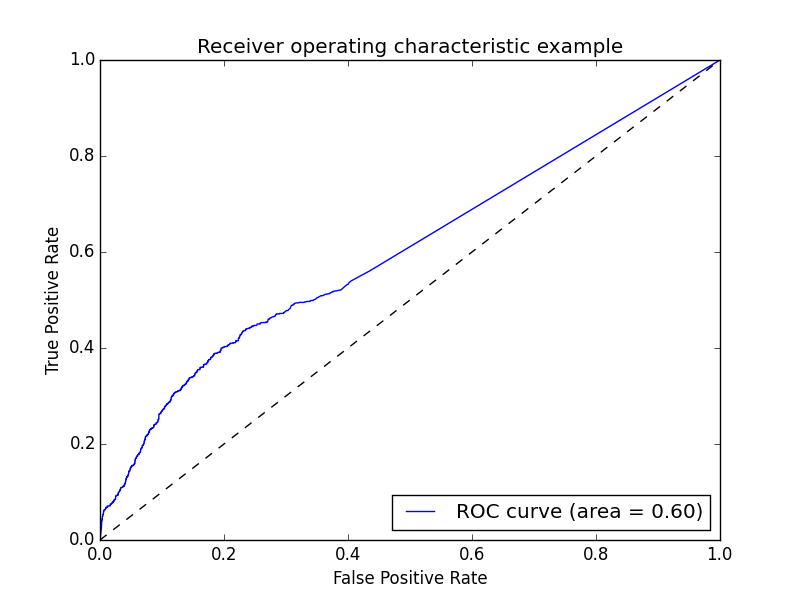 Receiver operating characteristic example
1.0
0.8
0.6
0.4
0.2
0.0
True Positive Rate
ROC curve (area = 0.60)
0.0 0.2 0.4 0.6 0.8 1.0
False Positive Rate